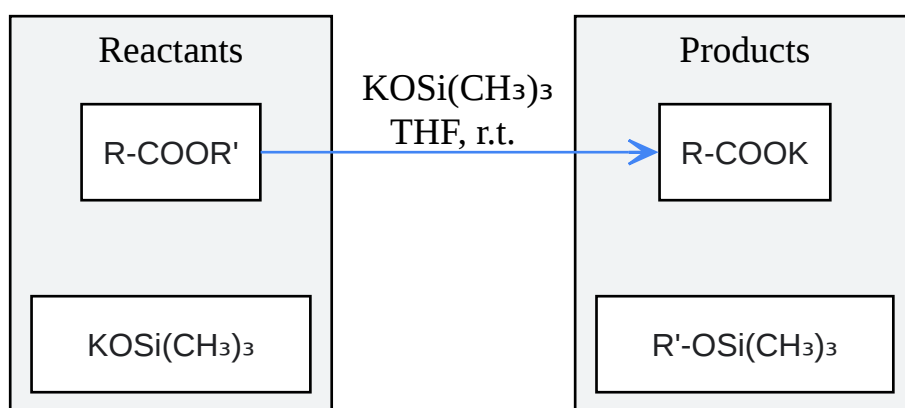 Reactants
R-COOR'
KOSi(CH₃)₃
KOSi(CH₃)₃
THF, r.t.
Products
R-COOK
R'-OSi(CH₃)₃